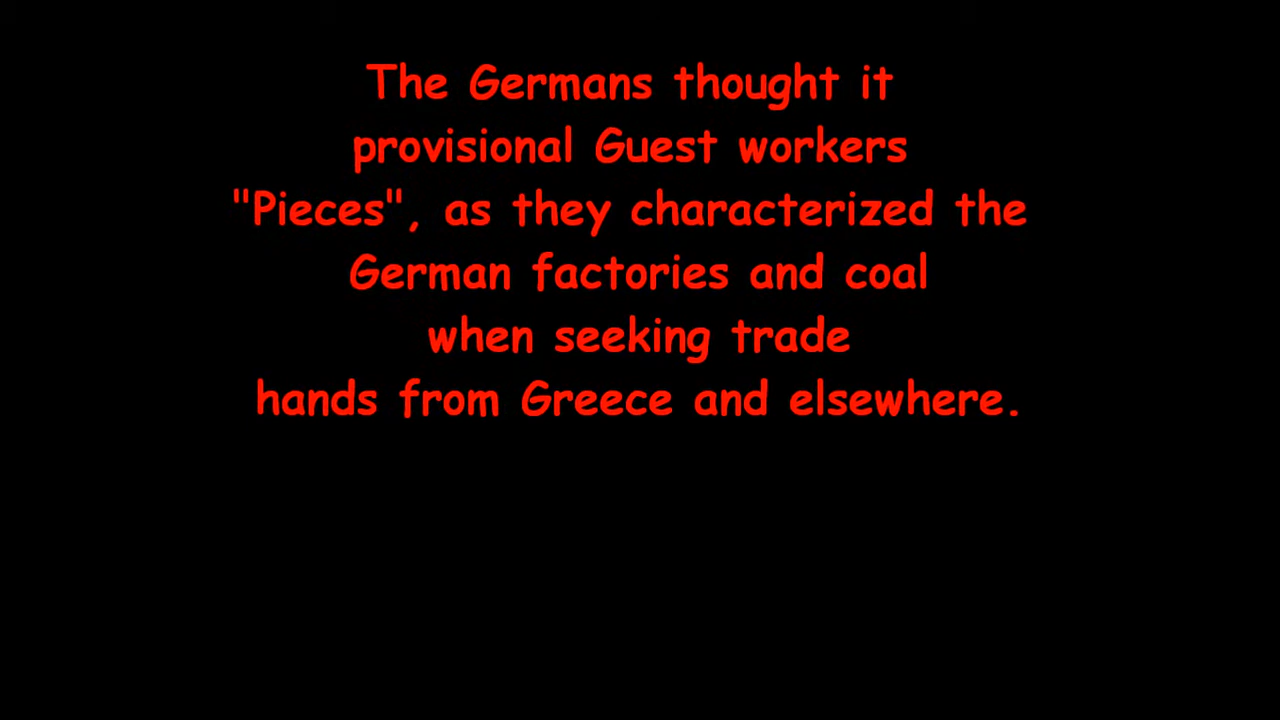 The Germans thought it
provisional Guest workers
"Pieces", as they characterized the
German factories and coal
when seeking trade
hands from Greece and elsewhere.